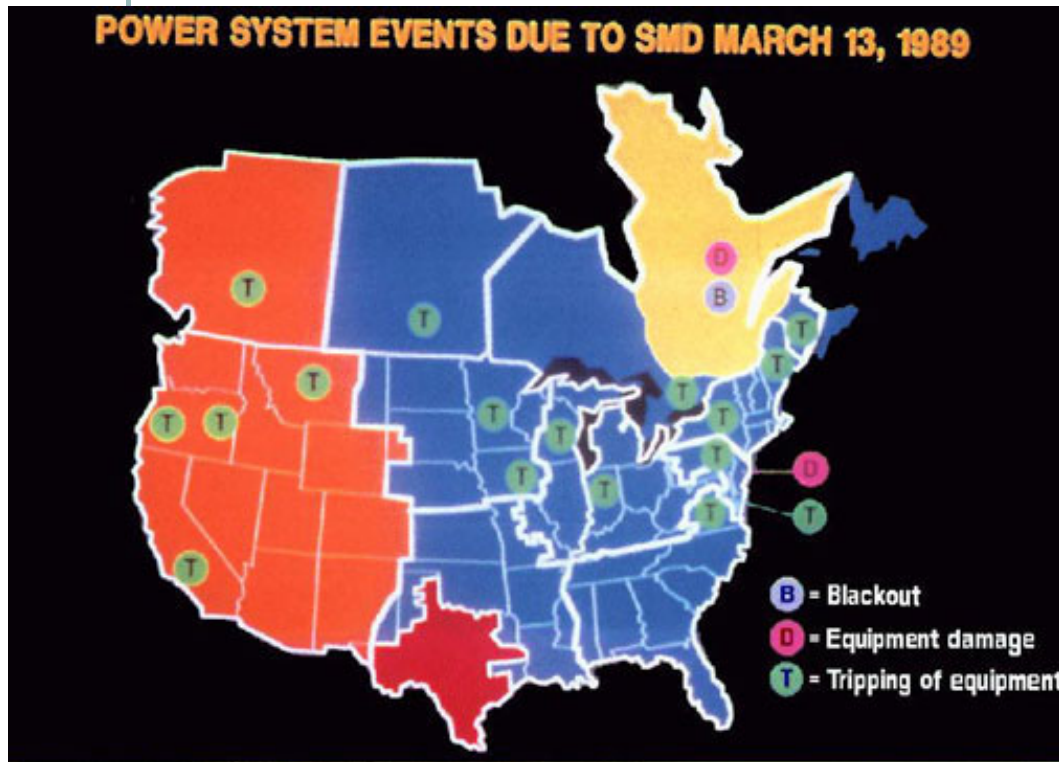 POWER SYSTEM EVENTS DUE TO SMD MARCH 13, 1989
D
B
T
T
T
T
T
T
T
T
T
T
T
T
D
T
T
T
T
T
B = Blackout
D = Equipment damage
T = Tripping of equipment